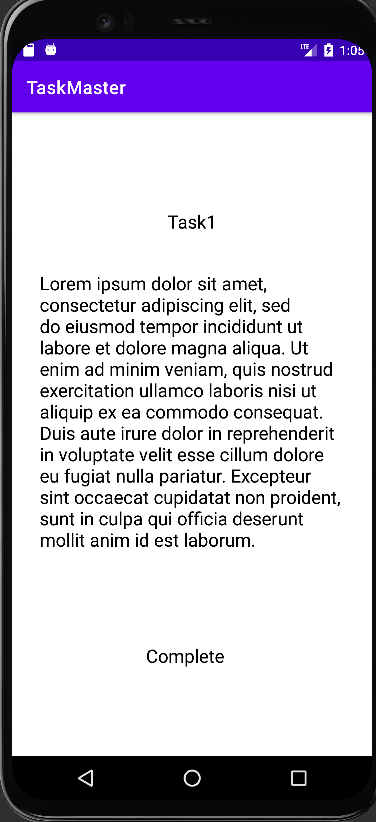 LTE
1:05
TaskMaster
Task1
Lorem ipsum dolor sit amet,
consectetur adipiscing elit, sed
do eiusmod tempor incididunt ut
labore et dolore magna aliqua. Ut
enim ad minim veniam, quis nostrud
exercitation ullamco laboris nisi ut
aliquip ex ea commodo consequat.
Duis aute irure dolor in reprehenderit
in voluptate velit esse cillum dolore
eu fugiat nulla pariatur. Excepteur
sint occaecat cupidatat non proident,
sunt in culpa qui officia deserunt
mollit anim id est laborum.
Complete